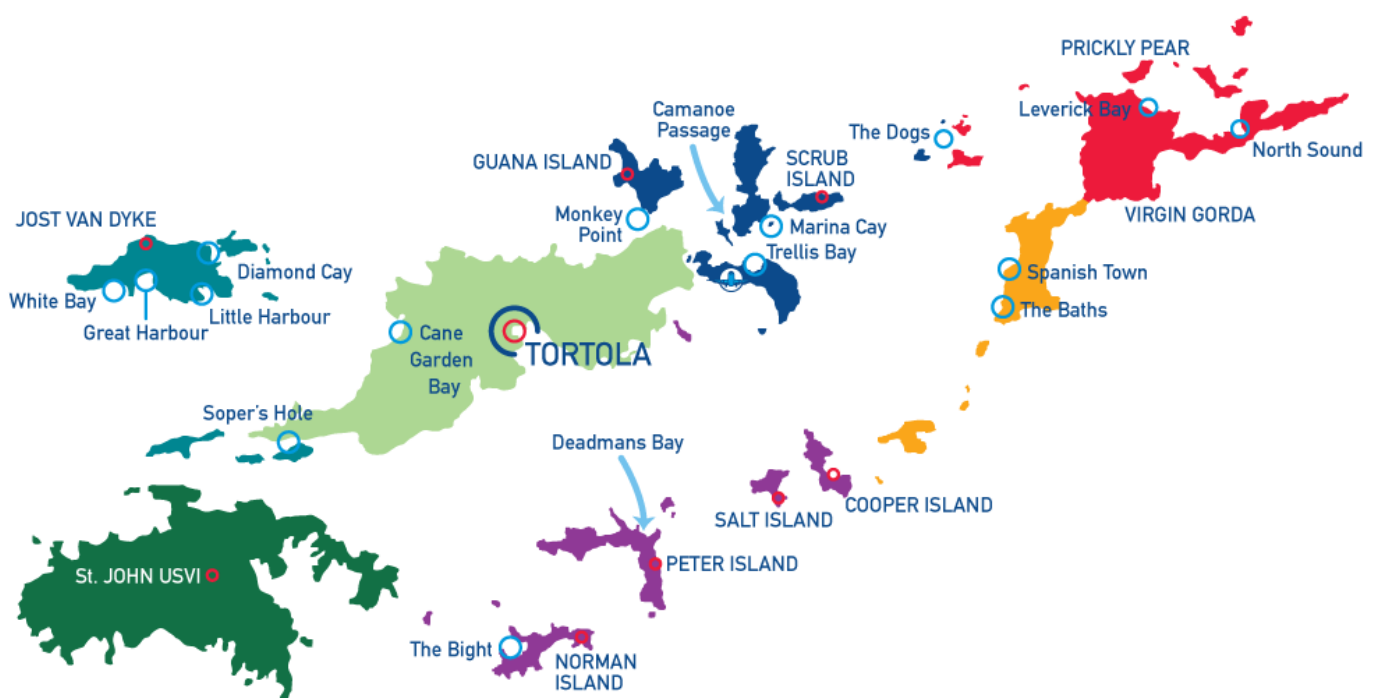 PRICKLY PEAR
Camanoe
Passage
Leverick Bay
The Dogs
North Sound
GUANA ISLAND
SCRUB
ISLAND
Monkey
Point
Marina Cay
VIRGIN GORDA
JOST VAN DYKE
Trellis Bay
Diamond Cay
Spanish Town
White Bay
Little Harbour
The Baths
Great Harbour
Cane
Garden
Bay
TORTOLA
Soper's Hole
Deadmans Bay
COOPER ISLAND
SALT ISLAND
PETER ISLAND
St. JOHN USVI
The Bight
NORMAN
ISLAND